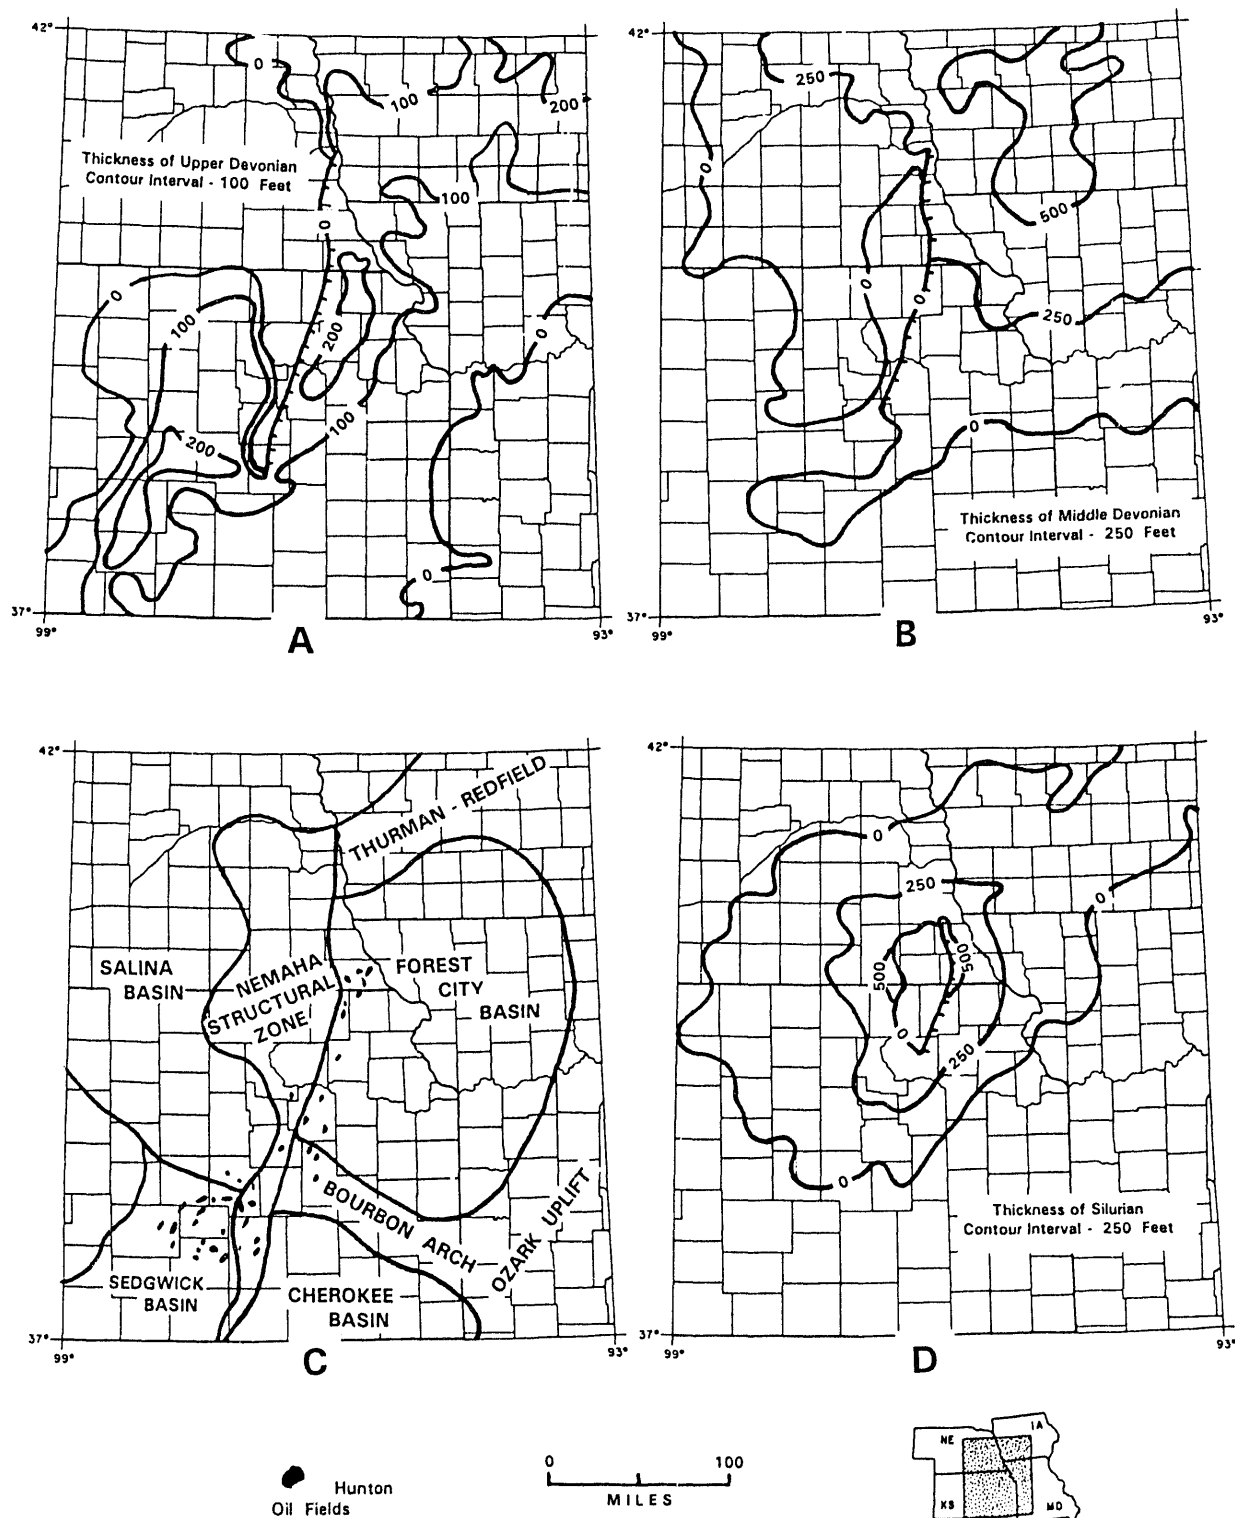 42°
0
100
200
Thickness of Upper Devonian
Contour Interval - 100 Feet
100
0
0
100
200
0
100
200
0
37°
99°
93°
A
42°
250
0
500
0
0
250
0
Thickness of Middle Devonian
Contour Interval - 250 Feet
37°
99°
93°
B
42°
THURMAN - REDFIELD
SALINA
BASIN
NEMAHA
STRUCTURAL
ZONE
FOREST
CITY
BASIN
BOURBON ARCH
OZARK UPLIFT
SEDGWICK
BASIN
CHEROKEE
BASIN
37°
99°
93°
C
42°
0
250
0
500
500
0
250
0
Thickness of Silurian
Contour Interval - 250 Feet
37°
99°
93°
D
Hunton
Oil Fields
0
100
MILES
NE
IA
KS
MO